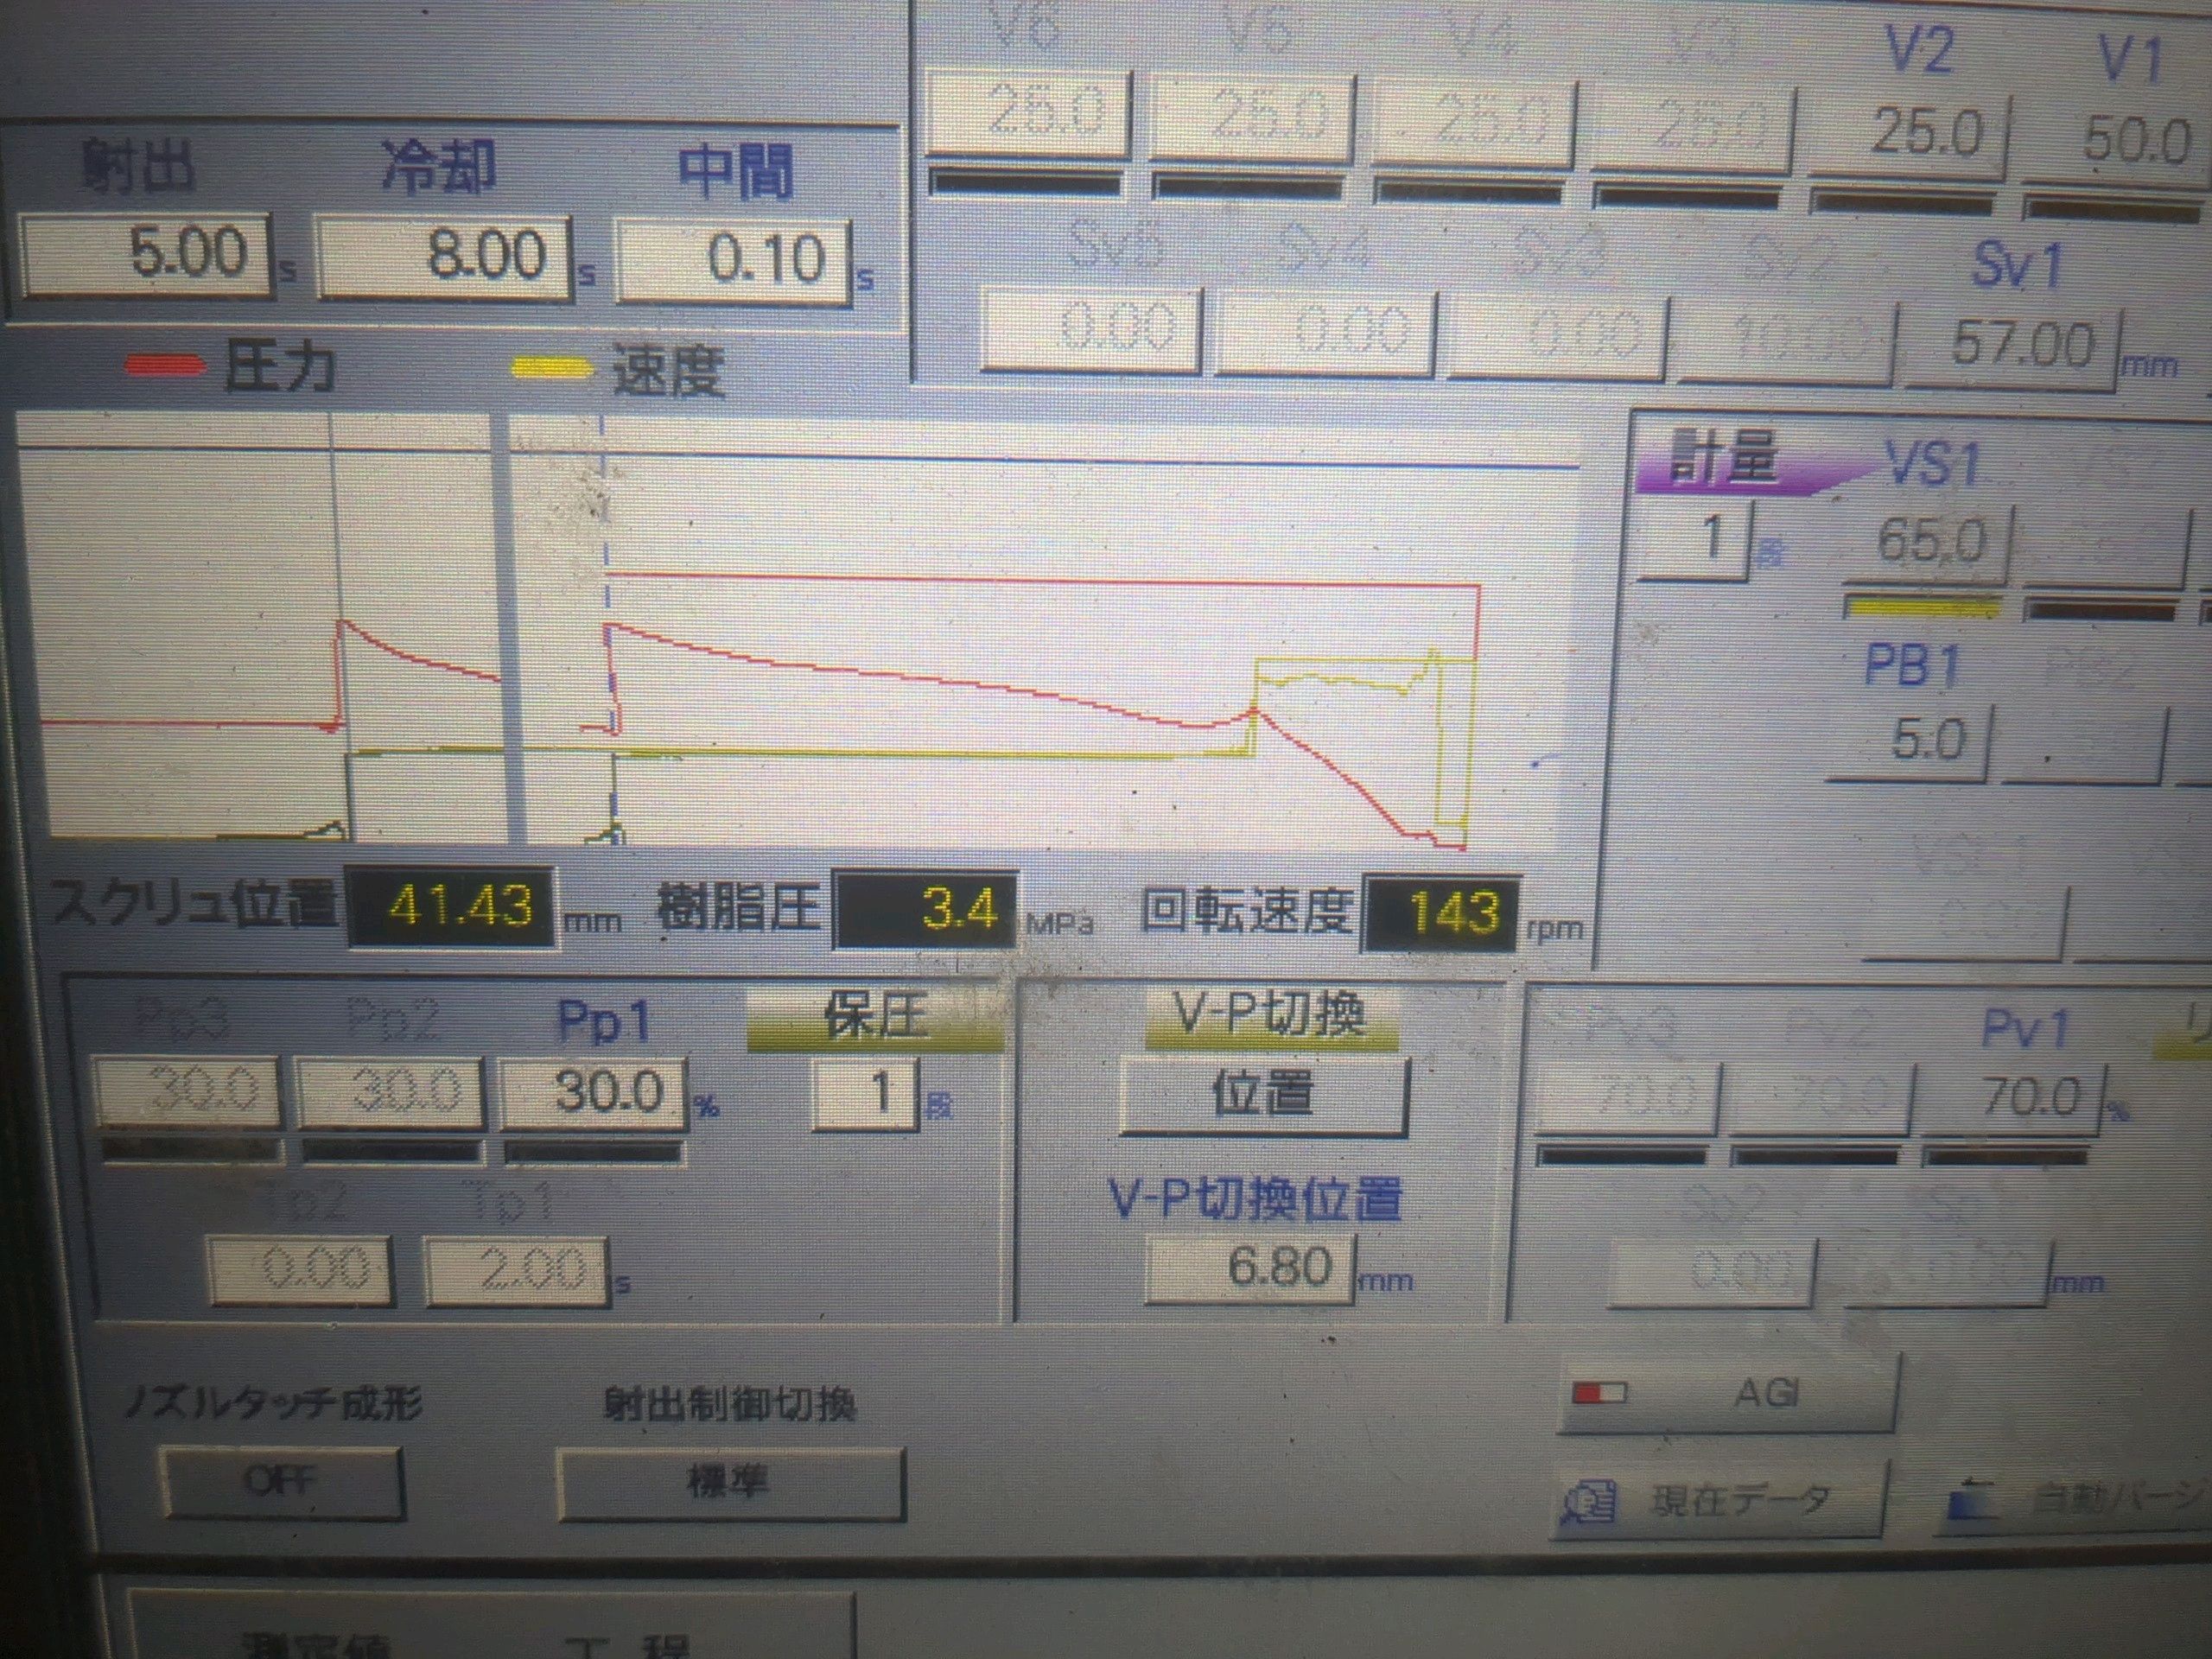 V6 V5 V4 V3 V2 V1
25.0 25.0 25.0 25.0 25.0 50.0
射出 冷却 中間
5.00 s 8.00 s 0.10 s
Sv5 Sv4 Sv3 Sv2 Sv1
0.00 0.00 0.00 10.00 57.00 mm
圧力 速度
計量 VS1
1 段 65.0
PB1
5.0
スクリュ位置 41.43 mm 樹脂圧 3.4 MPa 回転速度 143 rpm
Pp3 Pp2 Pp1 保圧
30.0 30.0 30.0 % 1 段
Tp2 Tp1
0.00 2.00 s
V-P切換
位置
V-P切換位置
6.80 mm
Pv3 Pv2 Pv1
70.0 70.0 70.0 %
Sp2
0.00 mm
ノズルタッチ成形 射出制御切換
OFF 標準
AGI
現在データ 自動パージ
測定値 工程